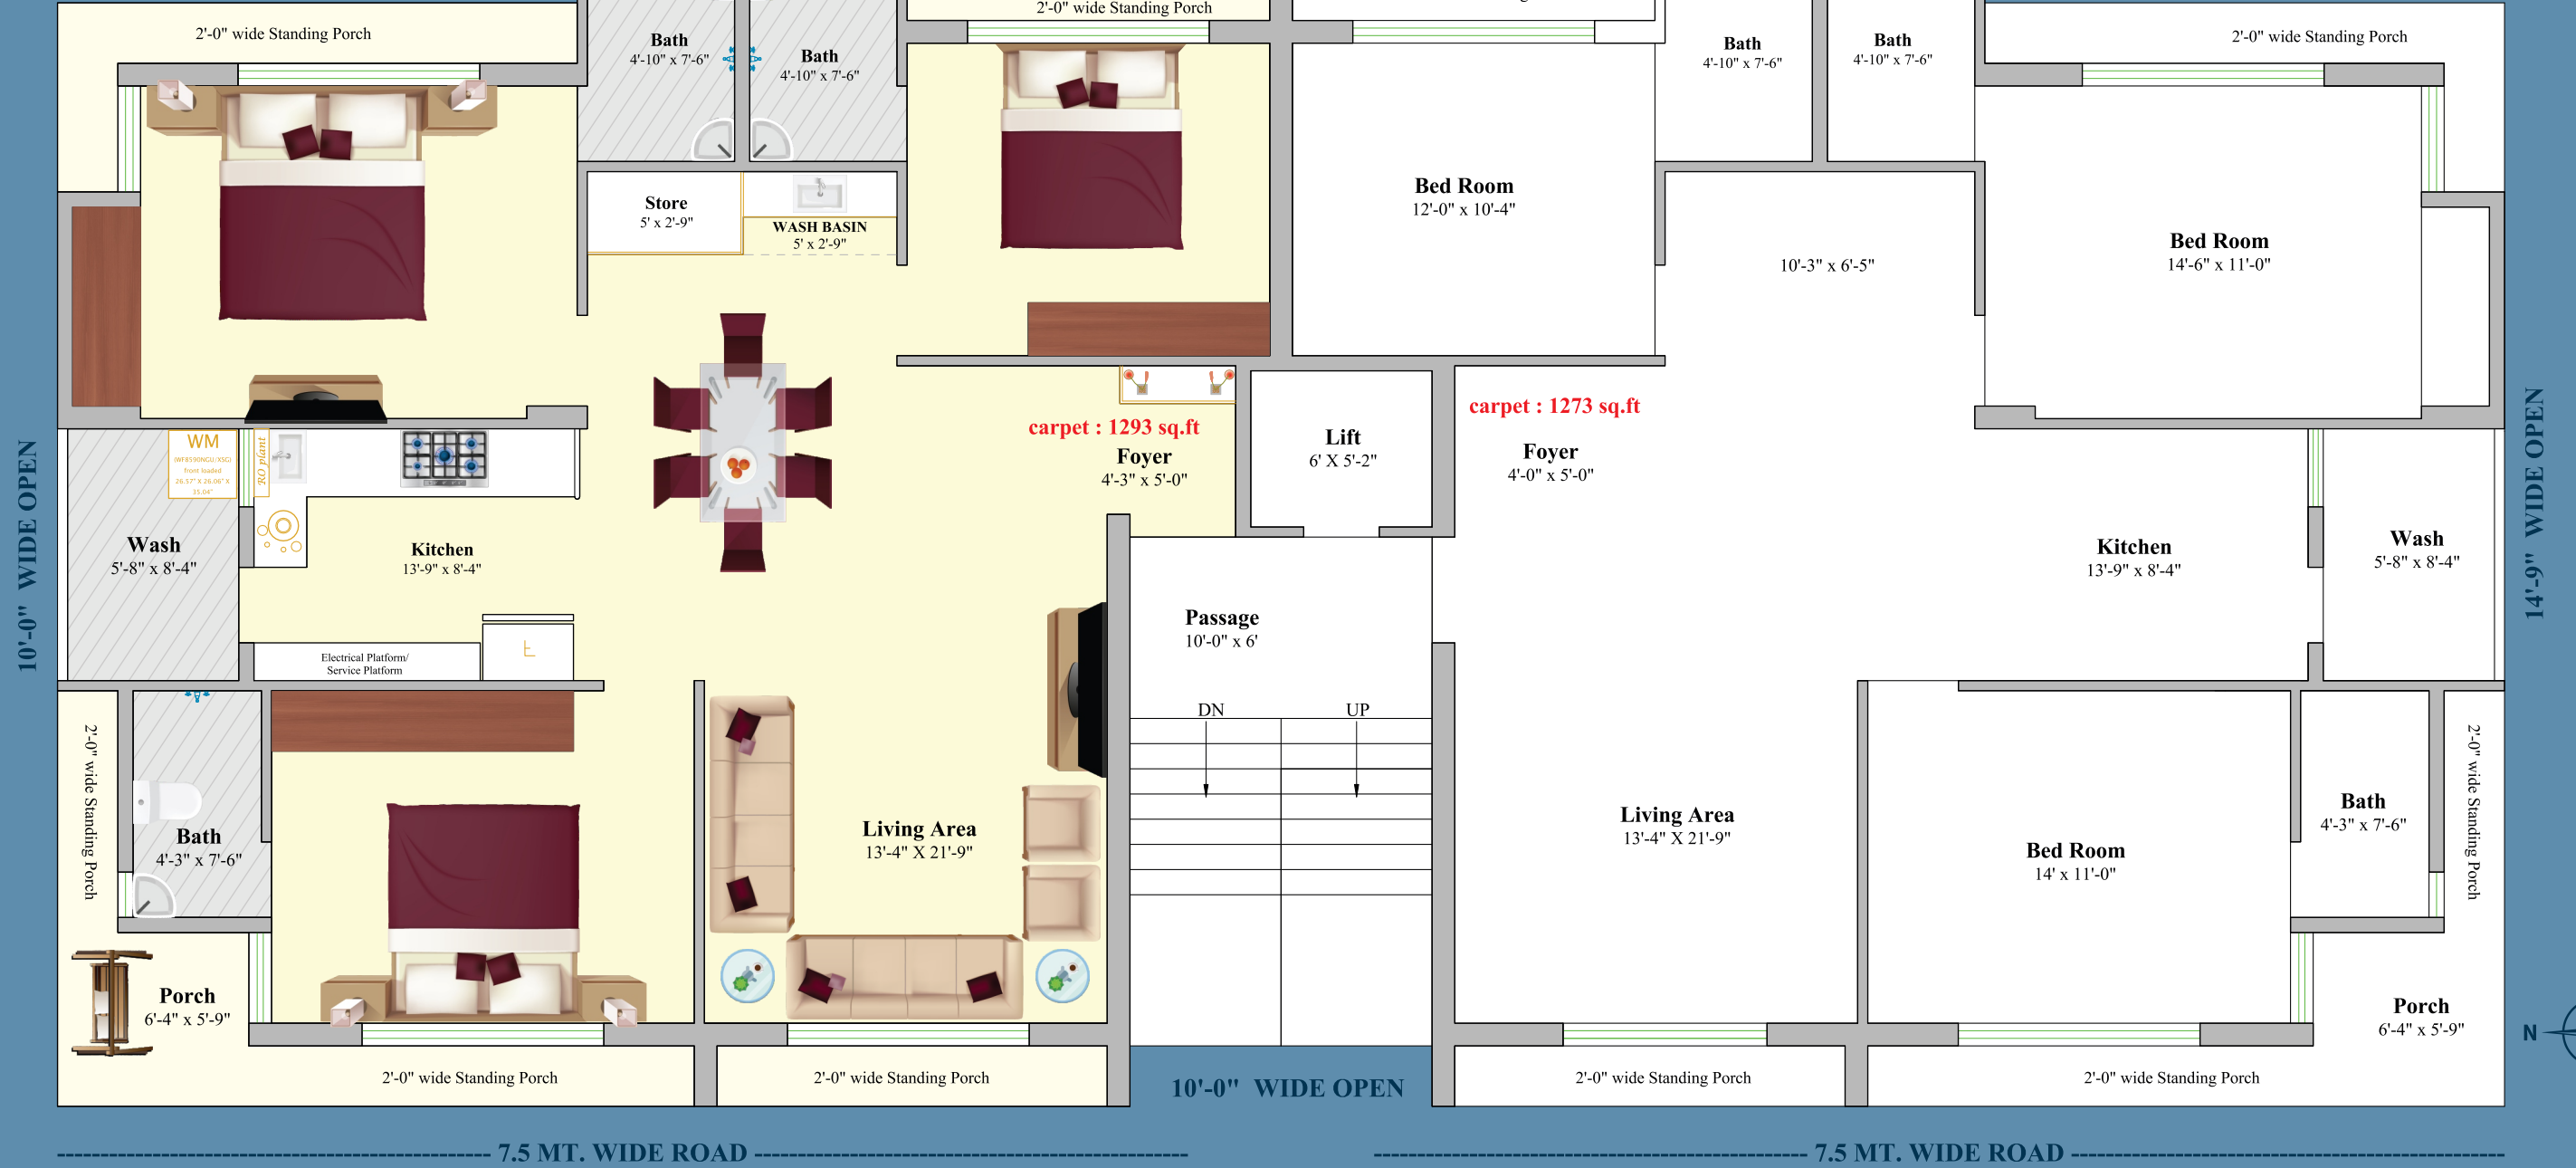 2'-0" wide Standing Porch
2'-0" wide Standing Porch
2'-0" wide Standing Porch
Bath
4'-10" x 7'-6"
Bath
4'-10" x 7'-6"
Bath
4'-10" x 7'-6"
Bath
4'-10" x 7'-6"
Store
5' x 2'-9"
WASH BASIN
5' x 2'-9"
Bed Room
12'-0" x 10'-4"
10'-3" x 6'-5"
Bed Room
14'-6" x 11'-0"
10'-0" WIDE OPEN
14'-9" WIDE OPEN
WM
(WF8590NGU/XSG)
front loaded
26.57" X 26.06" X
35.04"
RO plant
carpet : 1293 sq.ft
Foyer
4'-3" x 5'-0"
Lift
6' X 5'-2"
carpet : 1273 sq.ft
Foyer
4'-0" x 5'-0"
Wash
5'-8" x 8'-4"
Kitchen
13'-9" x 8'-4"
Kitchen
13'-9" x 8'-4"
Wash
5'-8" x 8'-4"
Passage
10'-0" x 6'
Electrical Platform/
Service Platform
DN
UP
2'-0" wide Standing Porch
Bath
4'-3" x 7'-6"
Living Area
13'-4" X 21'-9"
Living Area
13'-4" X 21'-9"
Bed Room
14' x 11'-0"
Bath
4'-3" x 7'-6"
2'-0" wide Standing Porch
Porch
6'-4" x 5'-9"
Porch
6'-4" x 5'-9"
N
2'-0" wide Standing Porch
2'-0" wide Standing Porch
10'-0" WIDE OPEN
2'-0" wide Standing Porch
2'-0" wide Standing Porch
7.5 MT. WIDE ROAD
7.5 MT. WIDE ROAD